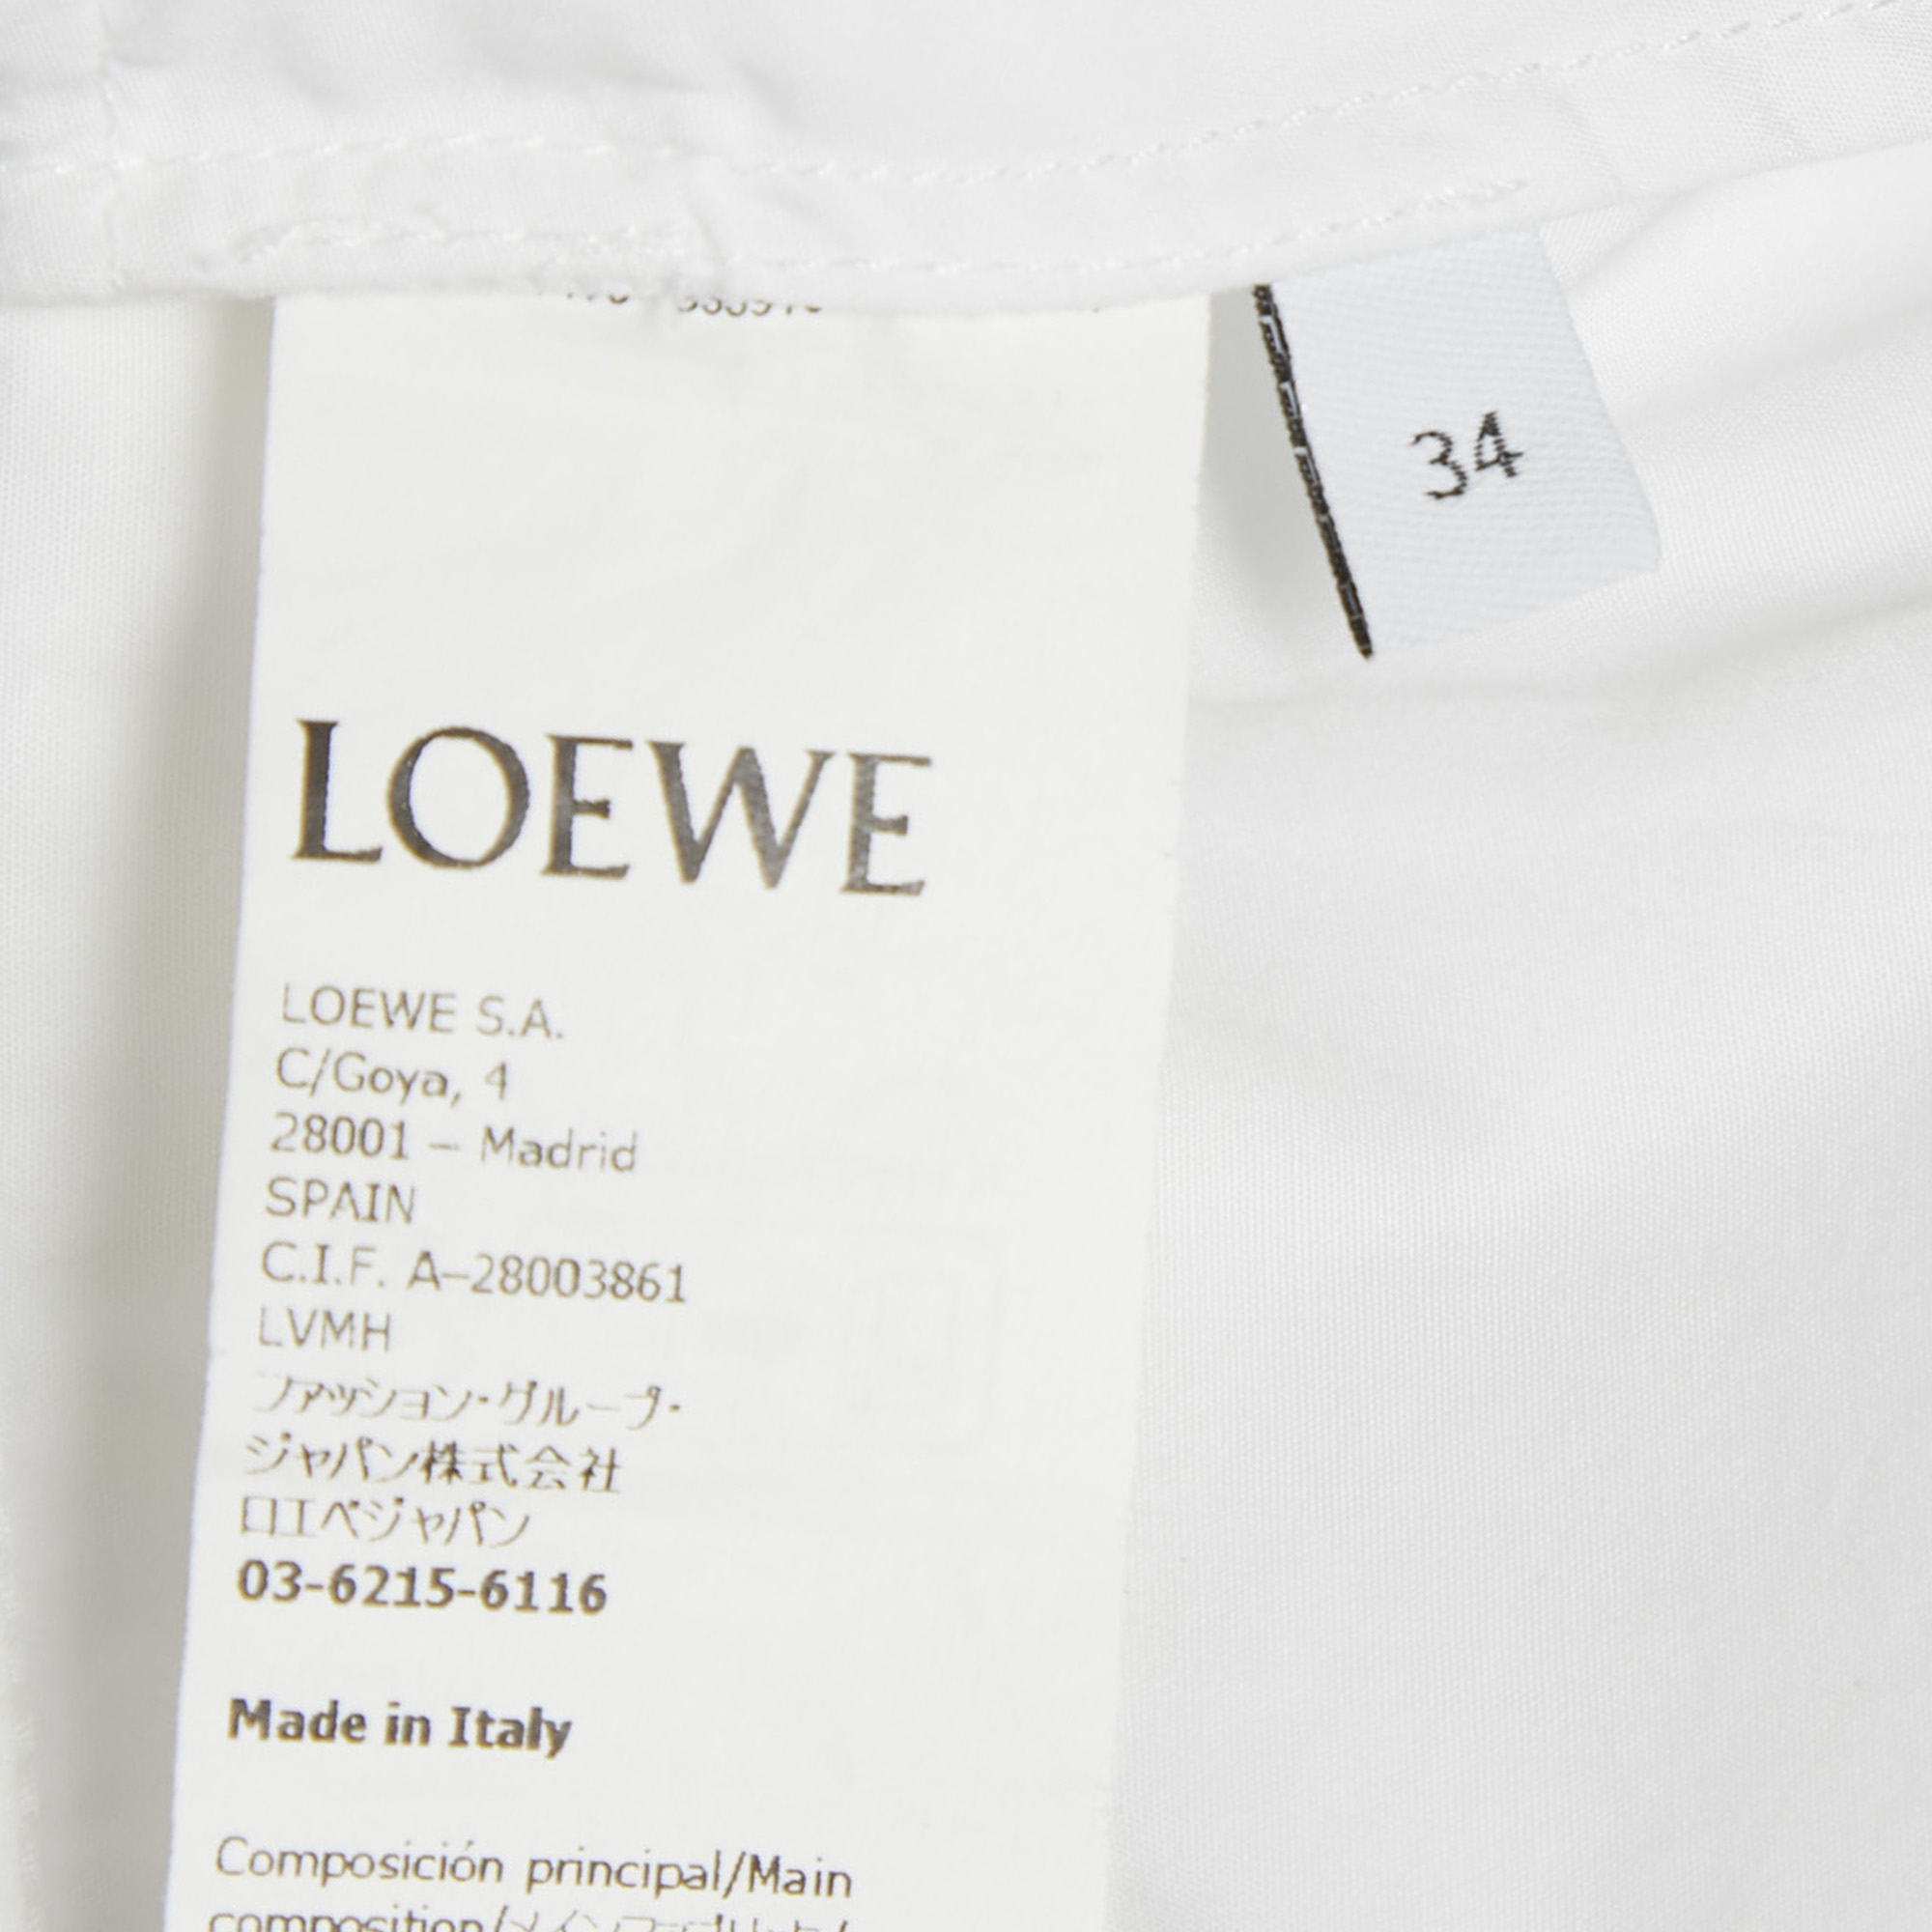 34
LOEWE
LOEWE S.A.
C/Goya, 4
28001 – Madrid
SPAIN
C.I.F. A–28003861
LVMH
ファッション・グループ・
ジャパン株式会社
ロエベジャパン
03-6215-6116
Made in Italy
Composición principal/Main
composition/